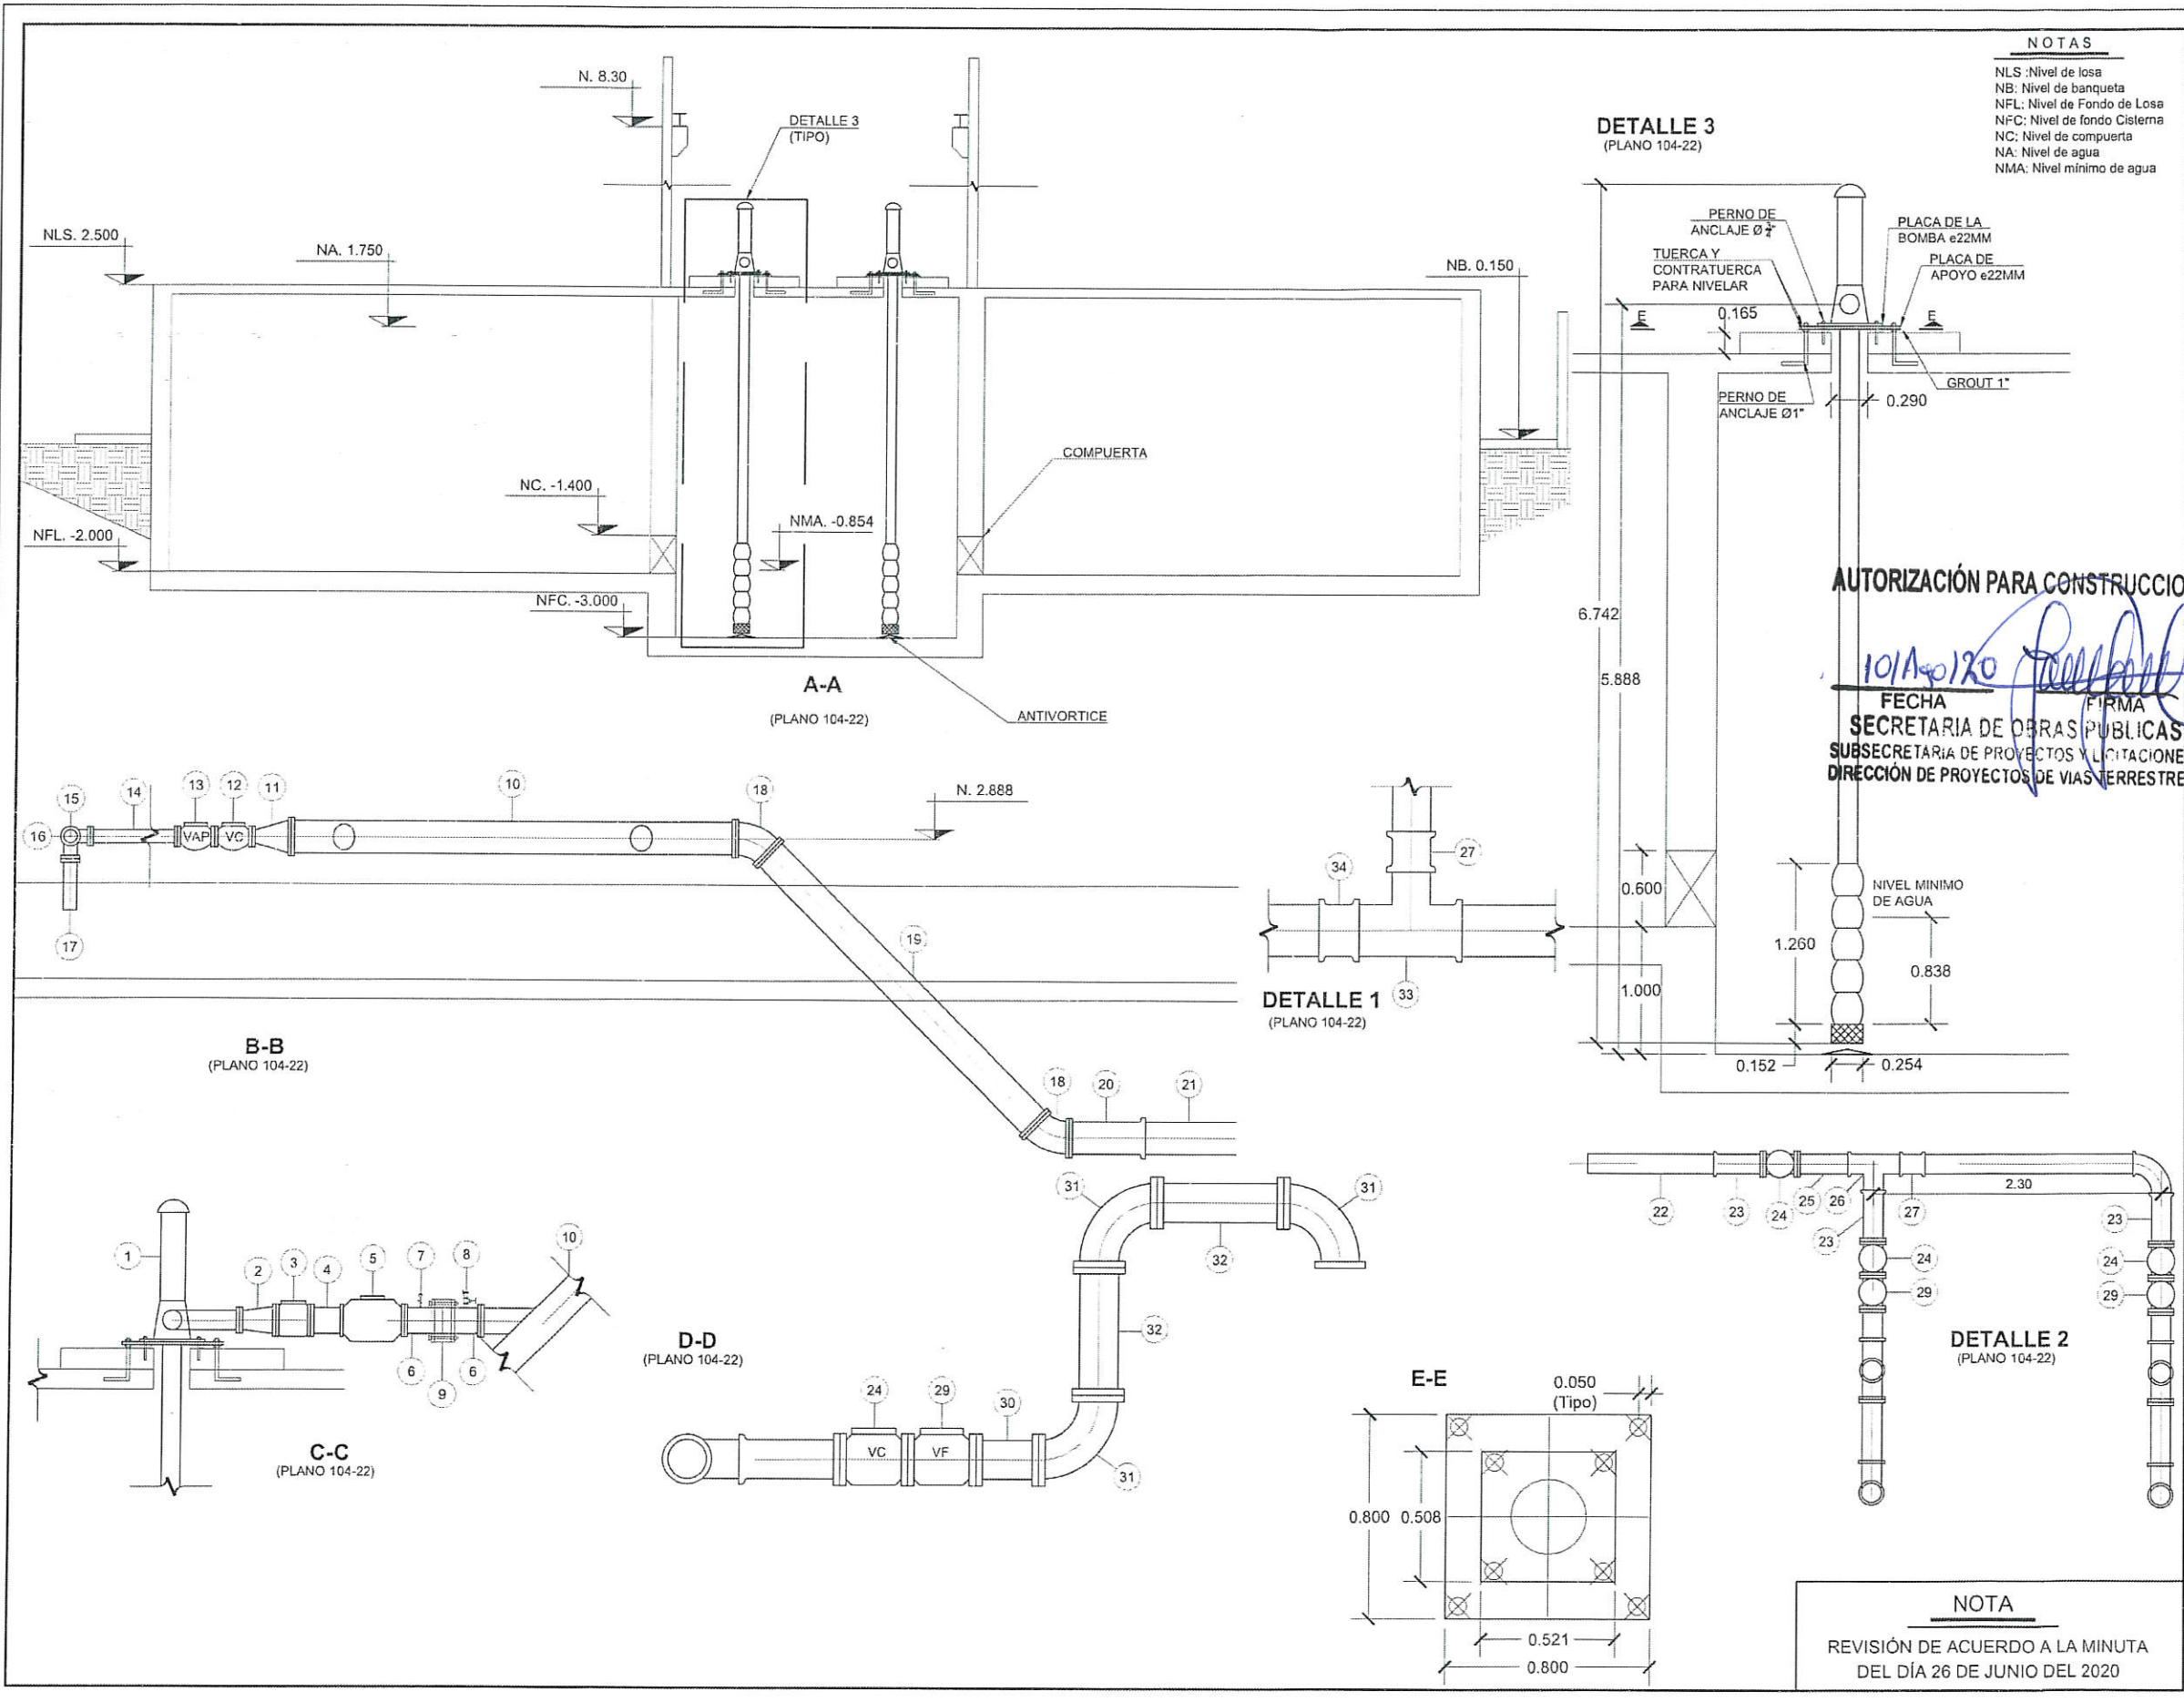 NOTAS
NLS :Nivel de losa
NB: Nivel de banqueta
NFL: Nivel de Fondo de Losa
NFC: Nivel de fondo Cisterna
NC: Nivel de compuerta
NA: Nivel de agua
NMA: Nivel mínimo de agua
N. 8.30
DETALLE 3
(TIPO)
NLS. 2.500
NA. 1.750
NB. 0.150
COMPUERTA
NC. -1.400
NMA. -0.854
NFL. -2.000
NFC. -3.000
A-A
(PLANO 104-22)
ANTIVORTICE
DETALLE 3
(PLANO 104-22)
PERNO DE
ANCLAJE Ø 3/4"
TUERCA Y
CONTRATUERCA
PARA NIVELAR
PLACA DE LA
BOMBA e22MM
PLACA DE
APOYO e22MM
E
0.165
E
PERNO DE
ANCLAJE Ø1"
0.290
GROUT 1"
6.742
5.888
0.600
1.000
1.260
NIVEL MINIMO
DE AGUA
0.838
0.152
0.254
AUTORIZACIÓN PARA CONSTRUCCIO
10/Ago/20
FECHA
FIRMA
SECRETARIA DE OBRAS PUBLICAS
SUBSECRETARIA DE PROYECTOS Y LICITACIONE
DIRECCIÓN DE PROYECTOS DE VIAS TERRESTRE
15
14
13
12
11
10
18
N. 2.888
16
VAP
VC
17
19
18
20
21
B-B
(PLANO 104-22)
34
27
33
DETALLE 1
(PLANO 104-22)
1
2
3
4
5
7
8
10
6
9
6
C-C
(PLANO 104-22)
D-D
(PLANO 104-22)
31
31
32
32
24
29
30
VC
VF
31
22
23
24
25
26
27
2.30
23
23
24
29
24
29
DETALLE 2
(PLANO 104-22)
E-E
0.050
(Tipo)
0.800
0.508
0.521
0.800
NOTA
REVISIÓN DE ACUERDO A LA MINUTA
DEL DÍA 26 DE JUNIO DEL 2020